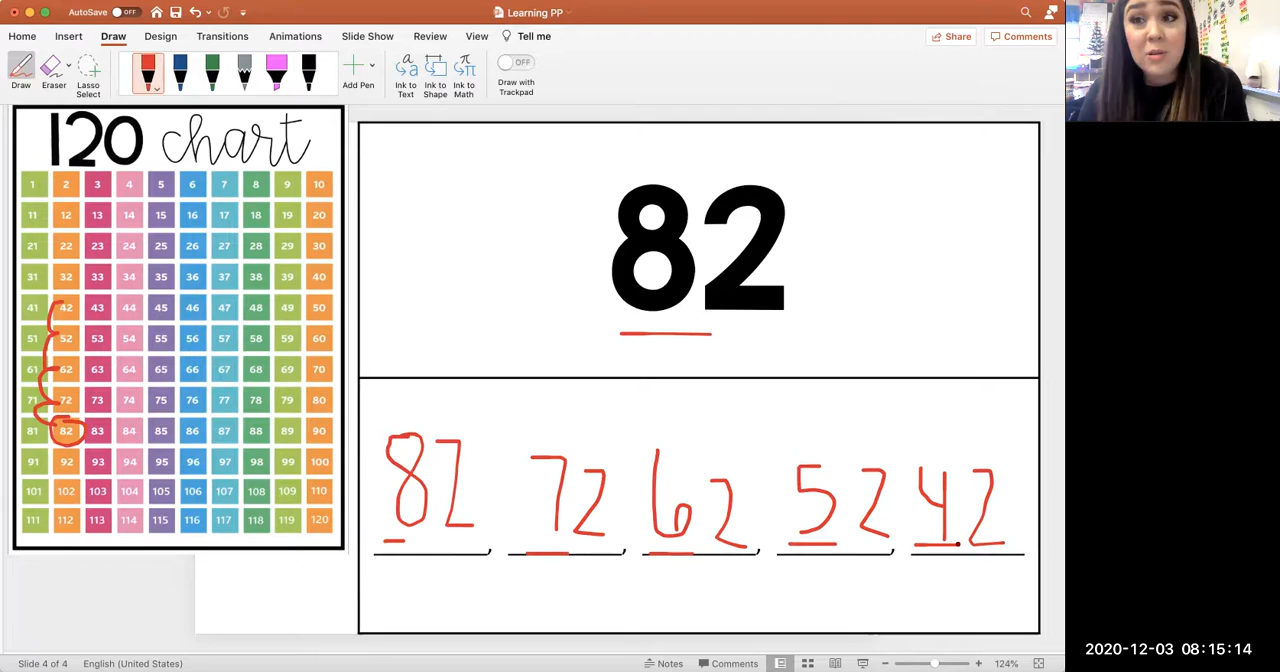 AutoSave OFF Learning PP
Home Insert Draw Design Transitions Animations Slide Show Review View Tell me Share Comments
Draw Eraser Lasso Select Add Pen Ink to Text Ink to Shape Ink to Math OFF Draw with Trackpad
120 chart
1 2 3 4 5 6 7 8 9 10
11 12 13 14 15 16 17 18 19 20
21 22 23 24 25 26 27 28 29 30
31 32 33 34 35 36 37 38 39 40
41 42 43 44 45 46 47 48 49 50
51 52 53 54 55 56 57 58 59 60
61 62 63 64 65 66 67 68 69 70
71 72 73 74 75 76 77 78 79 80
81 82 83 84 85 86 87 88 89 90
91 92 93 94 95 96 97 98 99 100
101 102 103 104 105 106 107 108 109 110
111 112 113 114 115 116 117 118 119 120
82
82, 72, 62, 52, 42
Slide 4 of 4 English (United States) Notes Comments 124%
2020-12-03 08:15:14